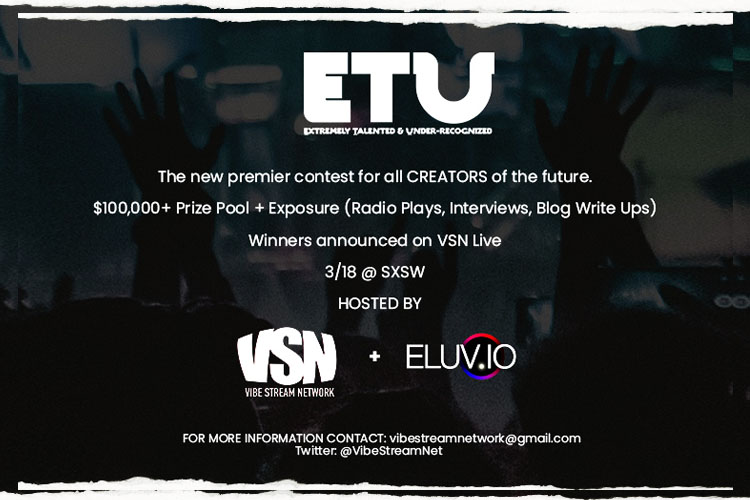 ETU
EXTREMELY TALENTED & UNDER-RECOGNIZED
The new premier contest for all CREATORS of the future.
$100,000+ Prize Pool + Exposure (Radio Plays, Interviews, Blog Write Ups)
Winners announced on VSN Live
3/18 @ SXSW
HOSTED BY
VSN + ELUV.IO
VIBE STREAM NETWORK
FOR MORE INFORMATION CONTACT: vibestreamnetwork@gmail.com
Twitter: @VibeStreamNet